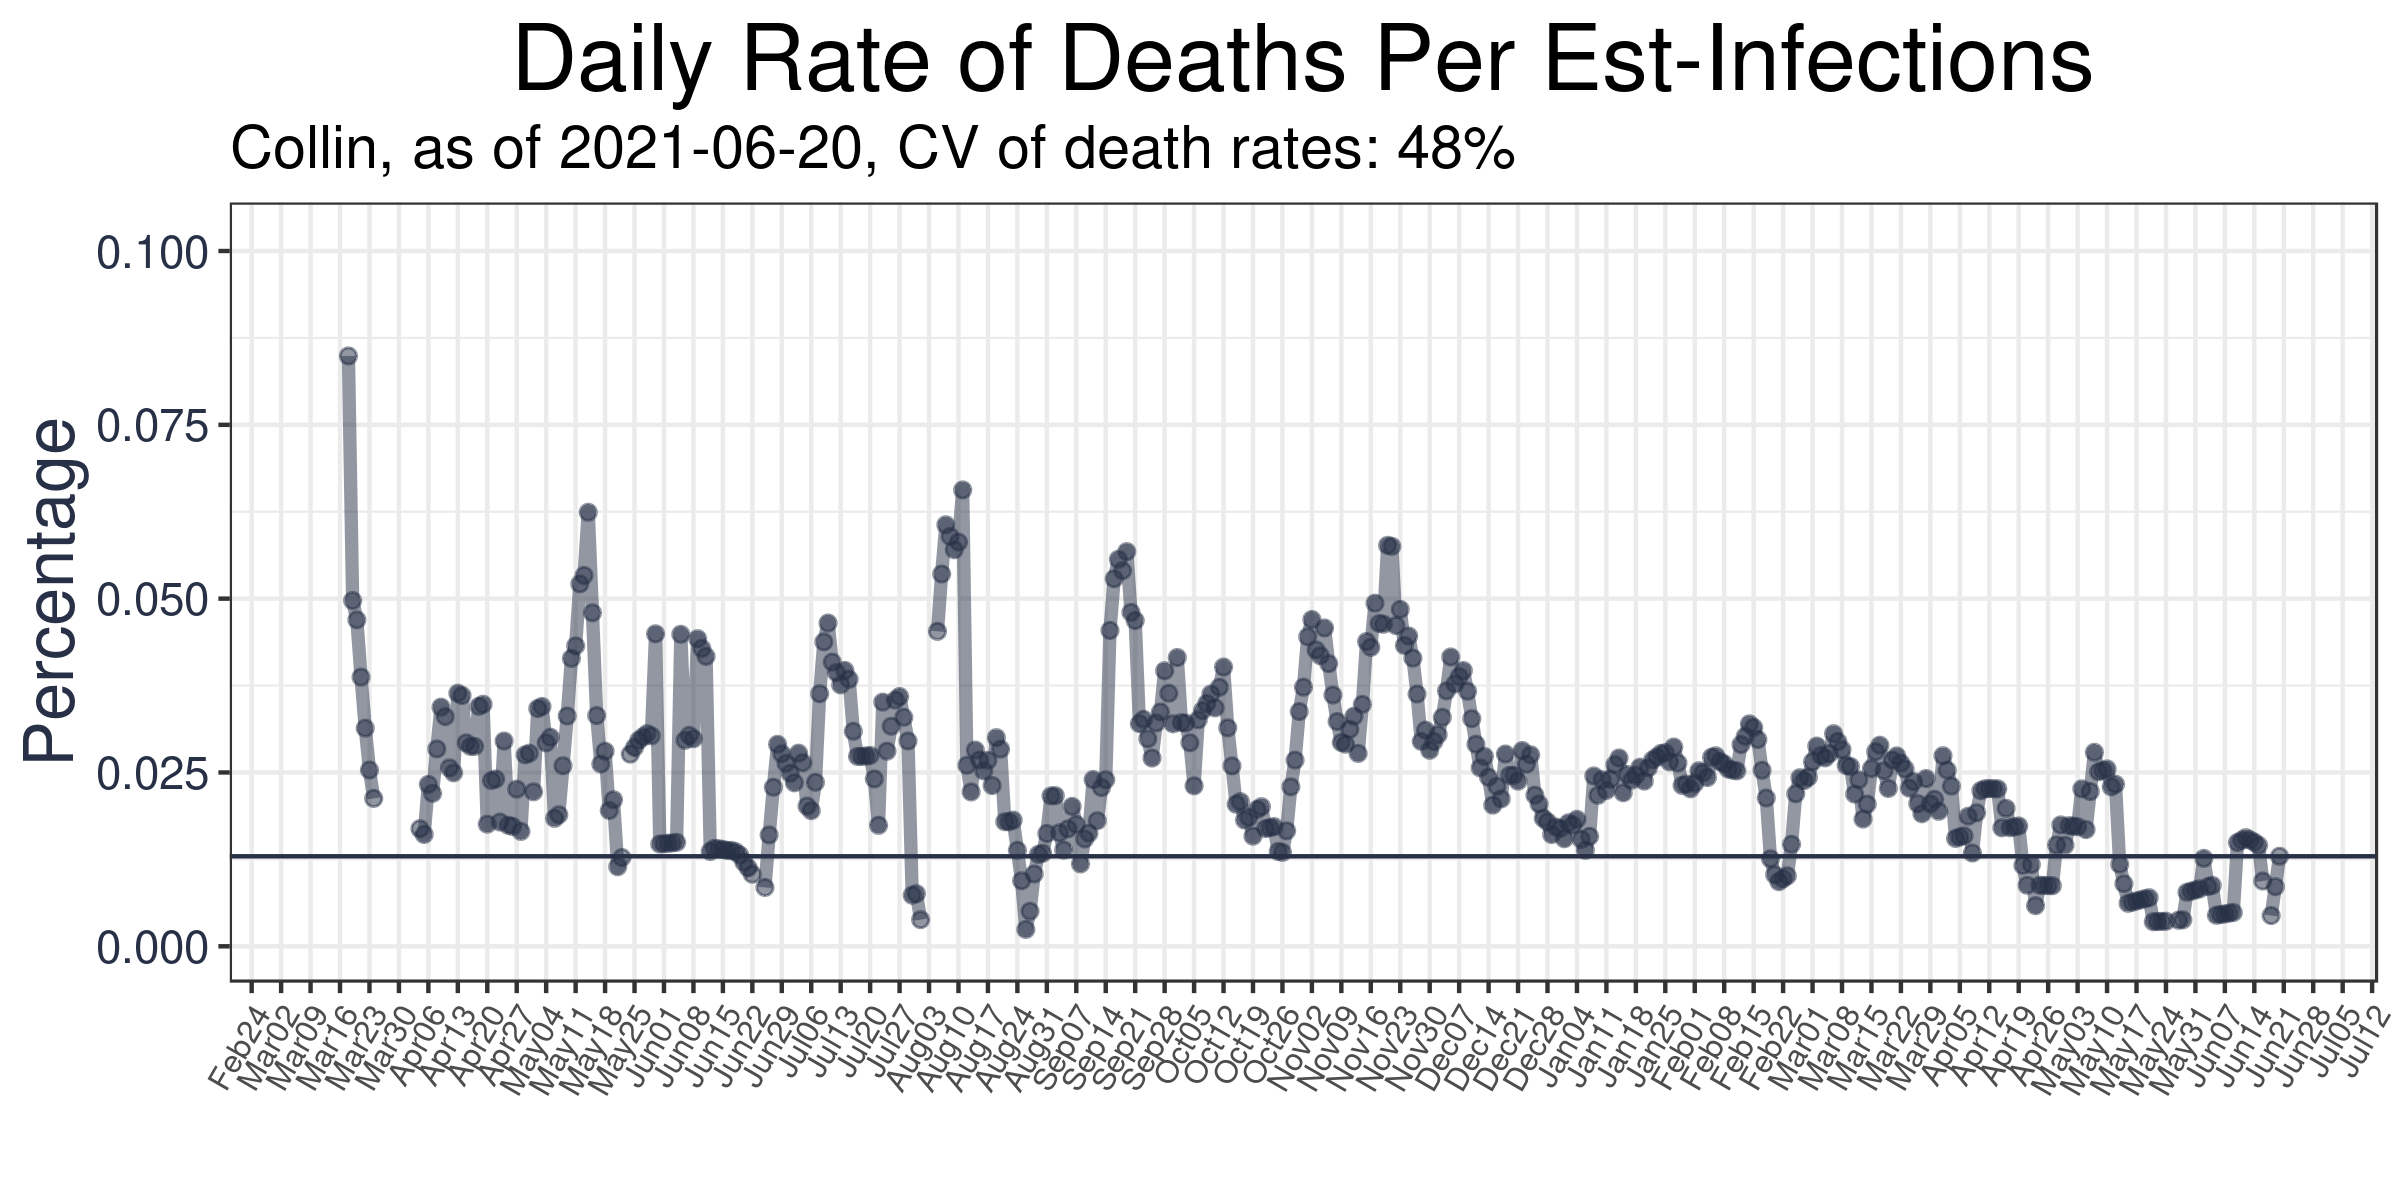 Daily Rate of Deaths Per Est-Infections
Collin, as of 2021-06-20, CV of death rates: 48%
Percentage
0.100
0.075
0.050
0.025
0.000
Feb24
Mar02
Mar09
Mar16
Mar23
Mar30
Apr06
Apr13
Apr20
Apr27
May04
May11
May18
May25
Jun01
Jun08
Jun15
Jun22
Jun29
Jul06
Jul13
Jul20
Jul27
Aug03
Aug10
Aug17
Aug24
Aug31
Sep07
Sep14
Sep21
Sep28
Oct05
Oct12
Oct19
Oct26
Nov02
Nov09
Nov16
Nov23
Nov30
Dec07
Dec14
Dec21
Dec28
Jan04
Jan11
Jan18
Jan25
Feb01
Feb08
Feb15
Feb22
Mar01
Mar08
Mar15
Mar22
Mar29
Apr05
Apr12
Apr19
Apr26
May03
May10
May17
May24
May31
Jun07
Jun14
Jun21
Jun28
Jul05
Jul12